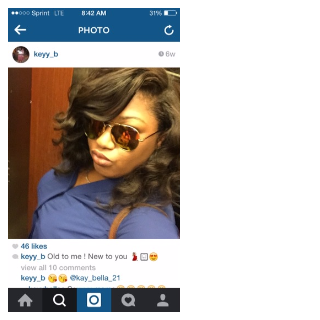 Sprint LTE 8:42 AM 31%
PHOTO
keyy_b 6w
46 likes
keyy_b Old to me ! New to you 💃🏿 😍
view all 10 comments
keyy_b 😘😘 @kay_bella_21